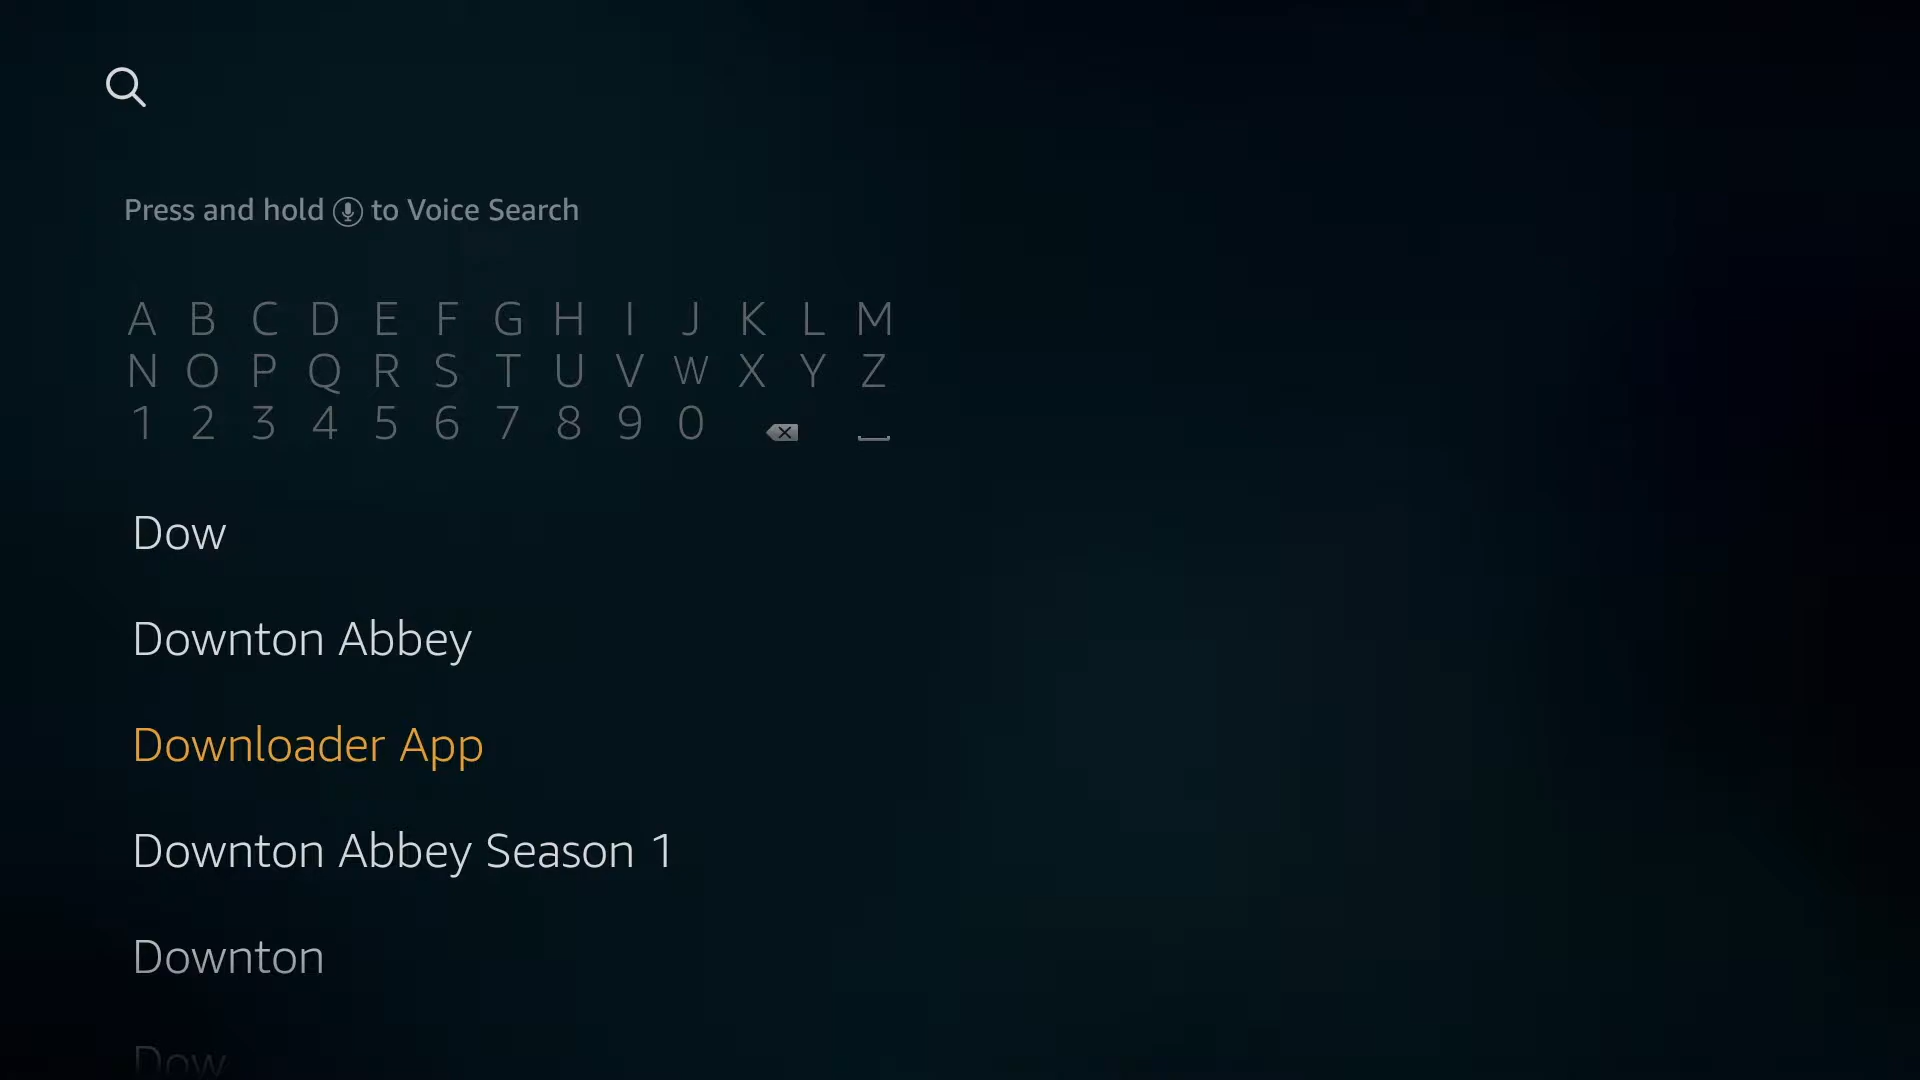 Press and hold to Voice Search
A B C D E F G H I J K L M
N O P Q R S T U V W X Y Z
1 2 3 4 5 6 7 8 9 0
Dow
Downton Abbey
Downloader App
Downton Abbey Season 1
Downton
Dow